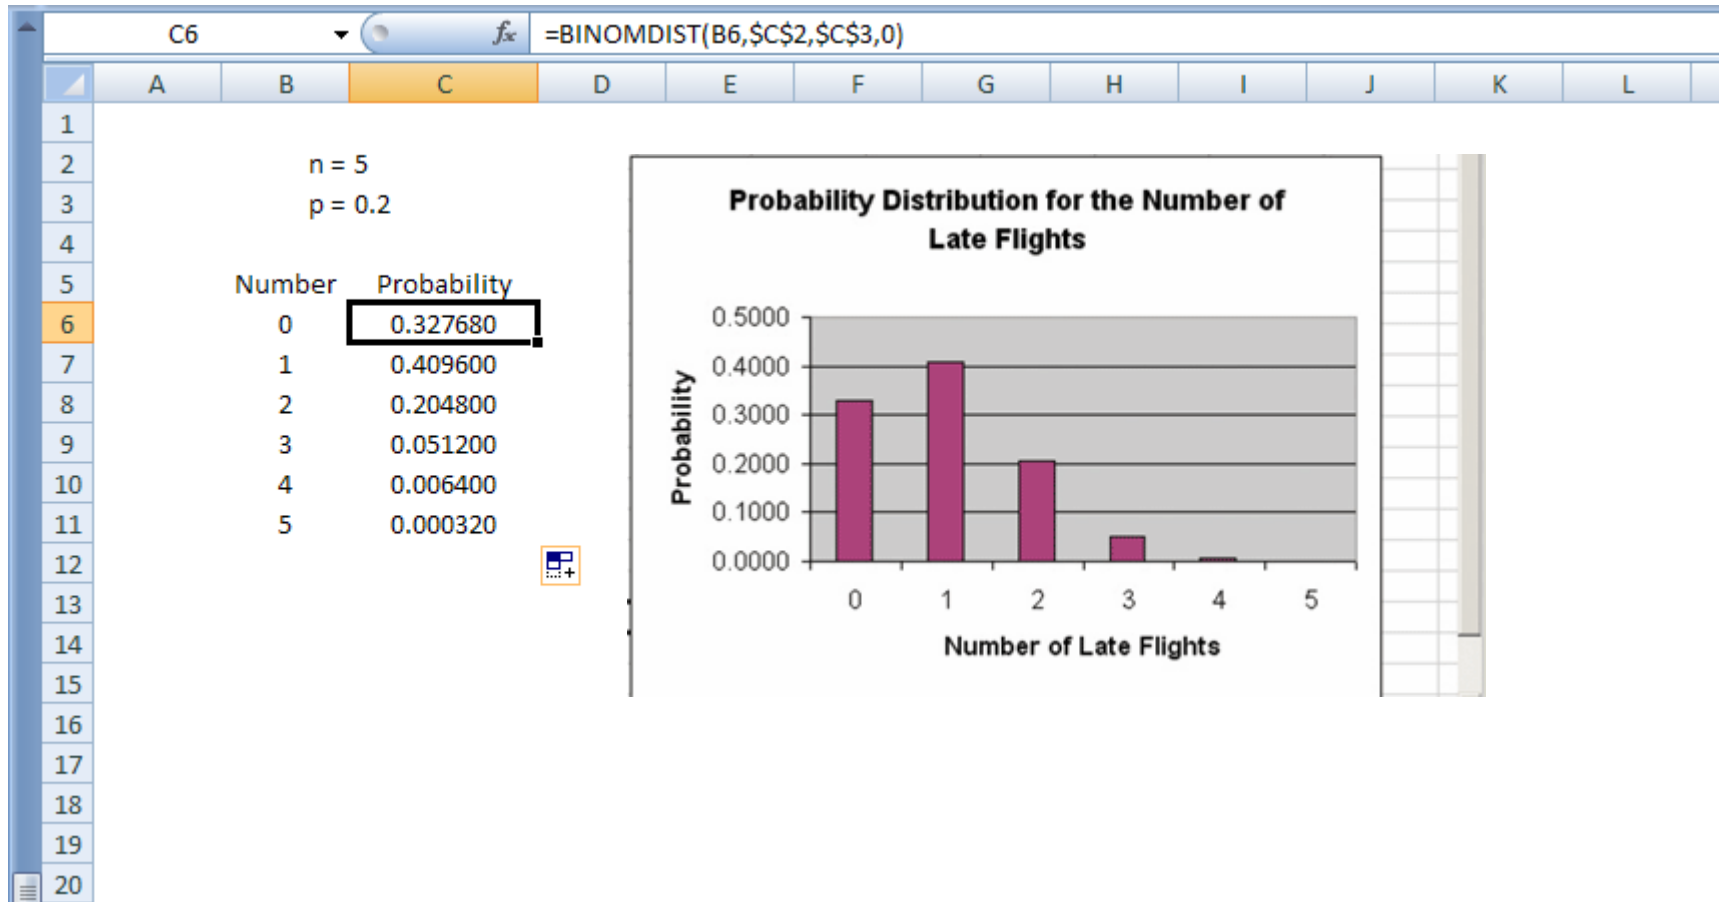 C6 fx =BINOMDIST(B6,$C$2,$C$3,0)
A B C D E F G H I J K L
1
2 n = 5
3 p = 0.2
4
5 Number Probability
6 0 0.327680
7 1 0.409600
8 2 0.204800
9 3 0.051200
10 4 0.006400
11 5 0.000320
12
13
14
15
16
17
18
19
20
Probability Distribution for the Number of
Late Flights
Probability
0.5000
0.4000
0.3000
0.2000
0.1000
0.0000
0 1 2 3 4 5
Number of Late Flights